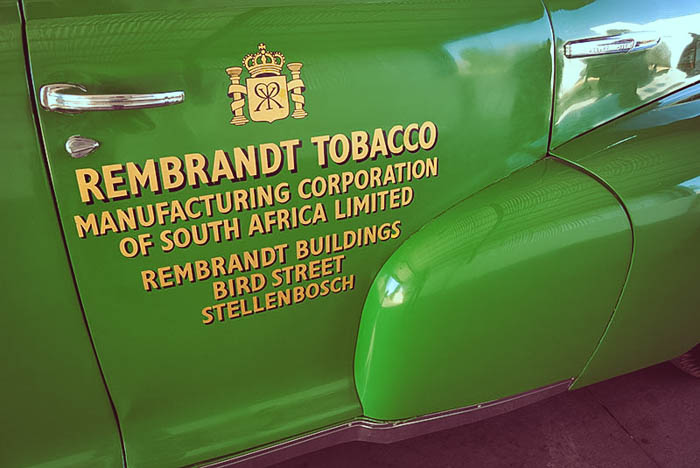 REMBRANDT TOBACCO
MANUFACTURING CORPORATION
OF SOUTH AFRICA LIMITED
REMBRANDT BUILDINGS
BIRD STREET
STELLENBOSCH